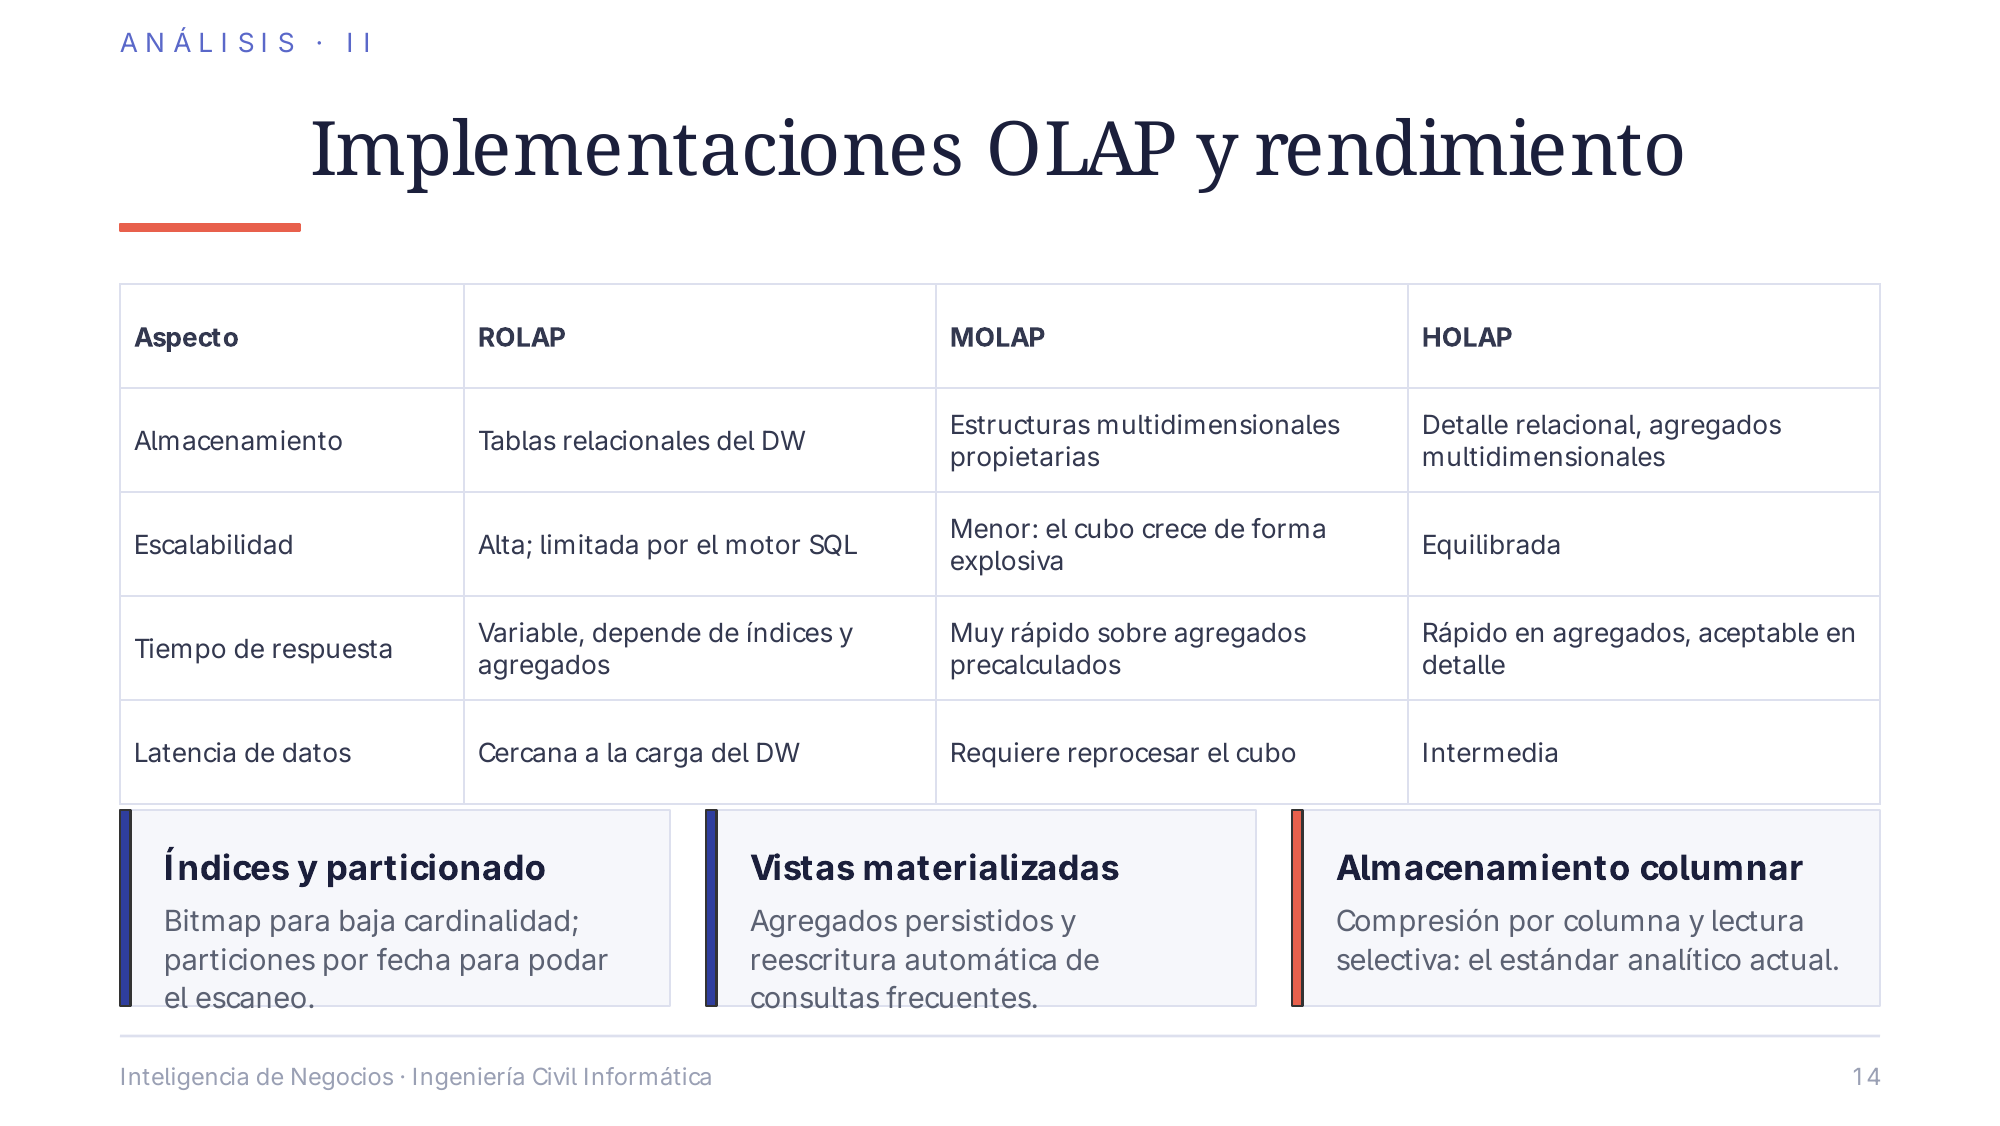 ANÁLISIS · II
Implementaciones OLAP y rendimiento
Aspecto
ROLAP
MOLAP
HOLAP
Almacenamiento
Tablas relacionales del DW
Estructuras multidimensionales
propietarias
Detalle relacional, agregados
multidimensionales
Escalabilidad
Alta; limitada por el motor SQL
Menor: el cubo crece de forma
explosiva
Equilibrada
Tiempo de respuesta
Variable, depende de índices y
agregados
Muy rápido sobre agregados
precalculados
Rápido en agregados, aceptable en
detalle
Latencia de datos
Cercana a la carga del DW
Requiere reprocesar el cubo
Intermedia
Índices y particionado
Bitmap para baja cardinalidad;
particiones por fecha para podar
el escaneo.
Vistas materializadas
Agregados persistidos y
reescritura automática de
consultas frecuentes.
Almacenamiento columnar
Compresión por columna y lectura
selectiva: el estándar analítico actual.
Inteligencia de Negocios · Ingeniería Civil Informática
14